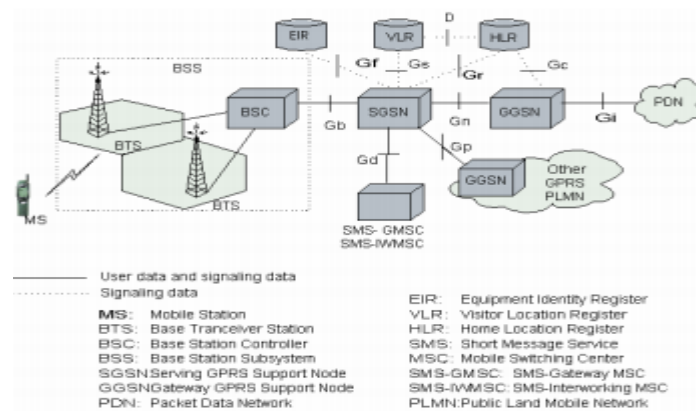 D
EIR
VLR
HLR
BSS
Gf
Gs
Gr
Gc
BSC
SGSN
GGSN
PDN
Gb
Gn
Gi
BTS
Gd
Gp
GGSN
Other
GPRS
PLMN
BTS
MS
SMS- GMSC
SMS-IWMSC
User data and signaling data
Signaling data
MS: Mobile Station
BTS: Base Tranceiver Station
BSC: Base Station Controller
BSS: Base Station Subsystem
SGSN Serving GPRS Support Node
GGSN Gateway GPRS Support Node
PDN: Packet Data Network
EIR: Equipment Identity Register
VLR: Visitor Location Register
HLR: Home Location Register
SMS: Short Message Service
MSC: Mobile Switching Center
SMS-GMSC: SMS-Gateway MSC
SMS-IWMSC: SMS-Interworking MSC
PLMN: Public Land Mobile Network